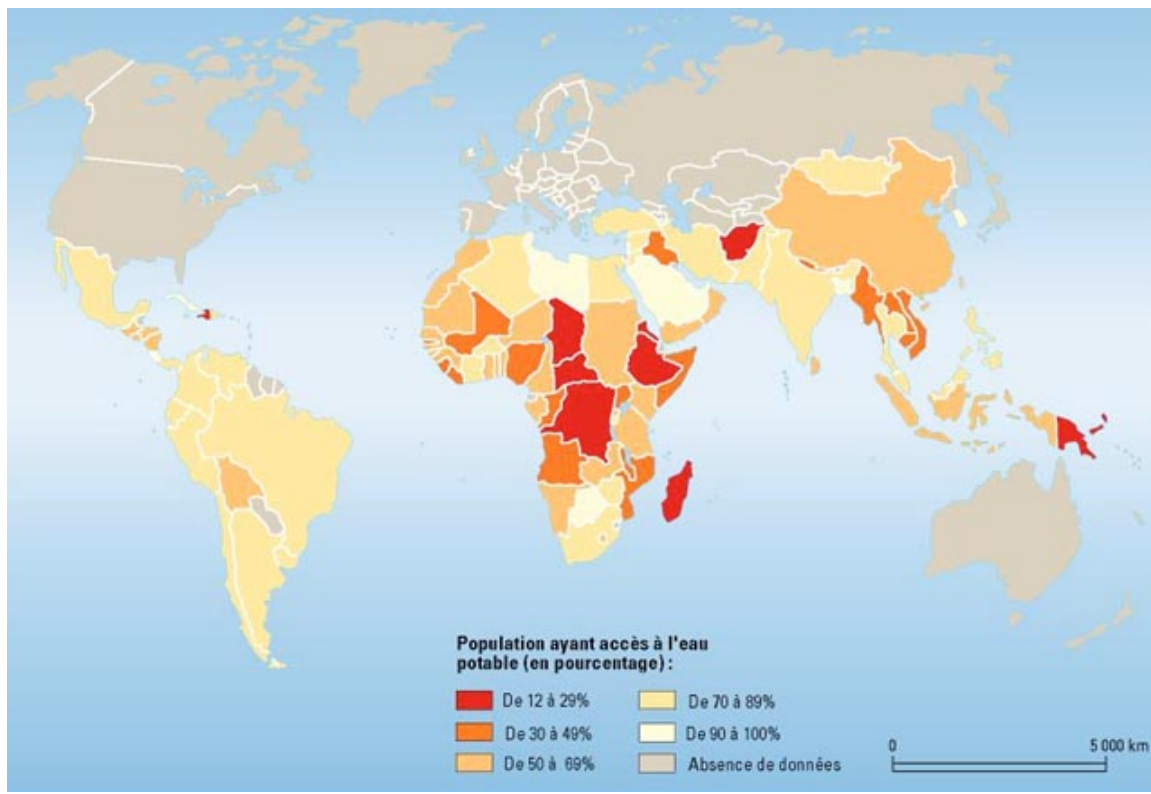 Population ayant accès à l'eau
potable (en pourcentage) :
De 12 à 29%
De 30 à 49%
De 50 à 69%
De 70 à 89%
De 90 à 100%
Absence de données
0 5 000 km